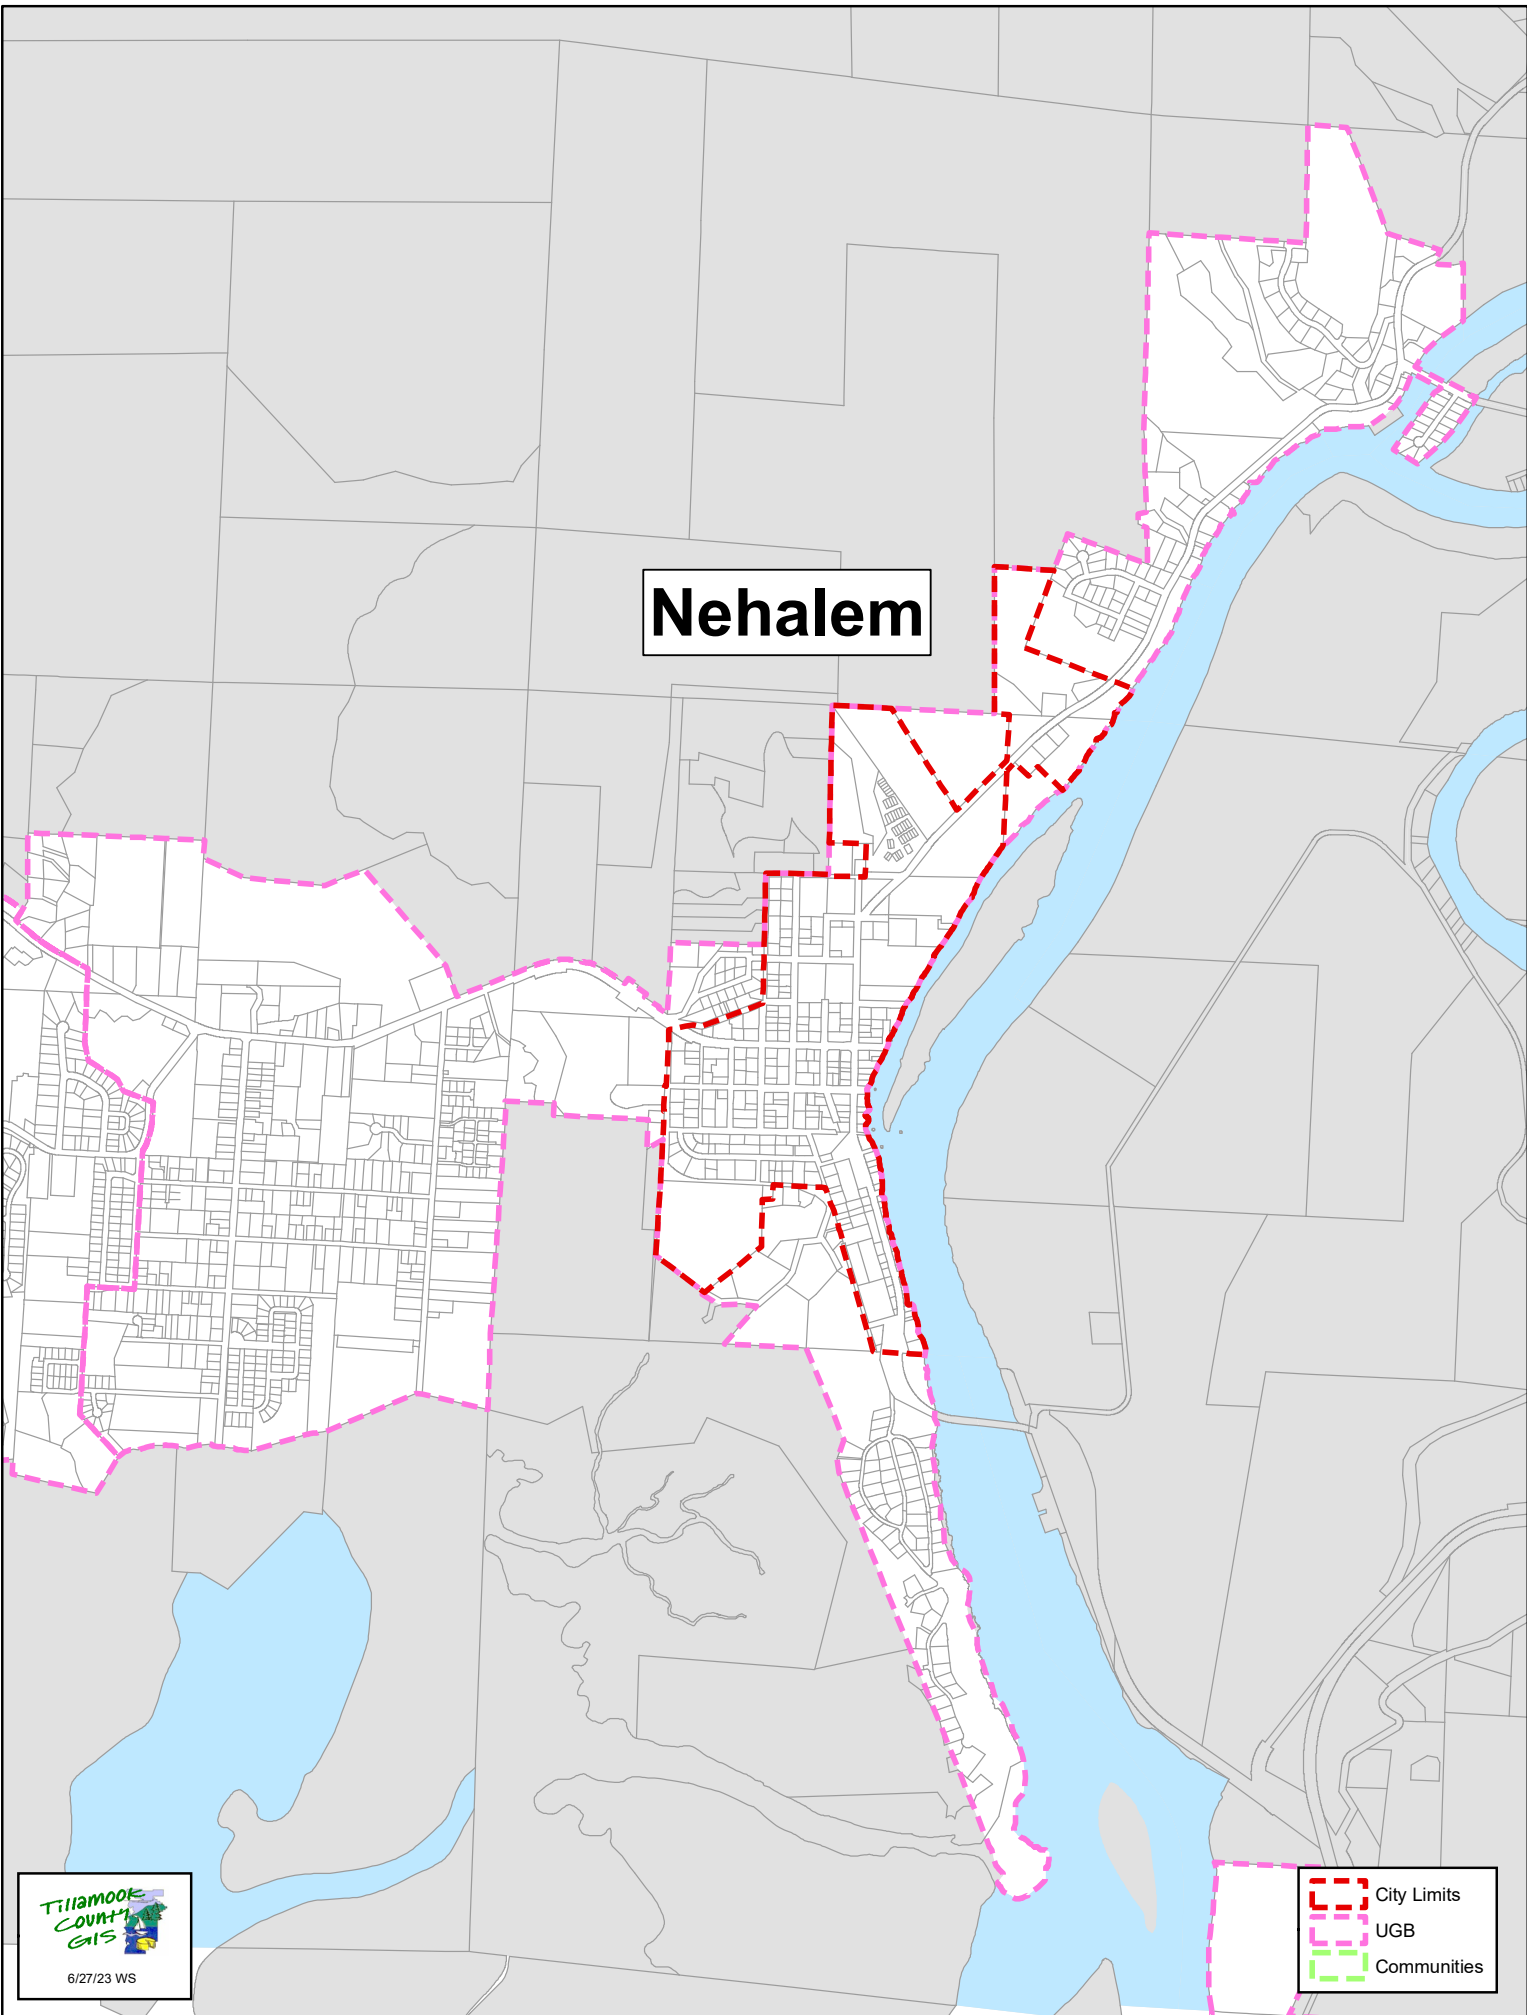 Nehalem
Tillamook
County
GIS
6/27/23 WS
City Limits
UGB
Communities